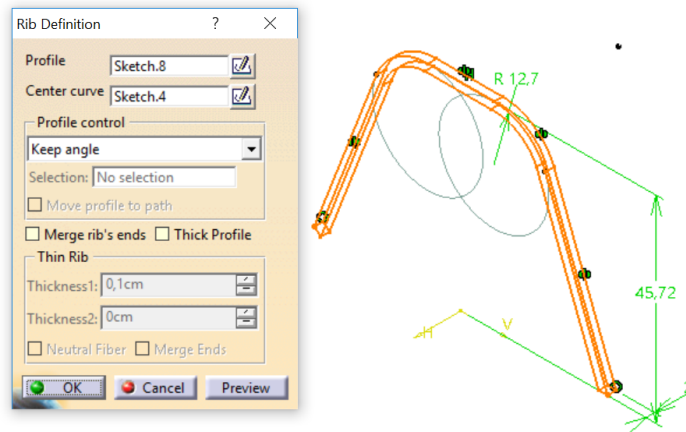 Rib Definition
?
Profile
Sketch.8
Center curve
Sketch.4
Profile control
Keep angle
Selection:
No selection
Move profile to path
Merge rib's ends
Thick Profile
Thin Rib
Thickness1:
0,1cm
Thickness2:
0cm
Neutral Fiber
Merge Ends
OK
Cancel
Preview
R 12,7
45,72
H
V